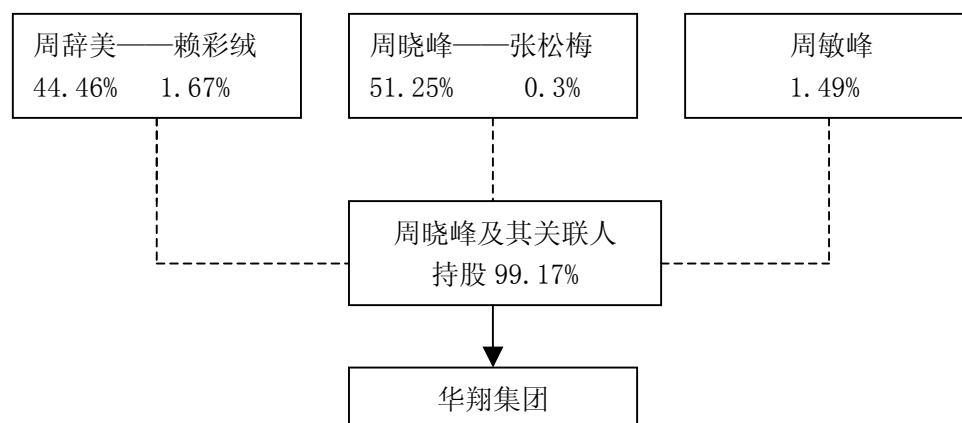 周辞美——赖彩绒
44.46% 1.67%
周晓峰——张松梅
51.25% 0.3%
周敏峰
1.49%
周晓峰及其关联人
持股 99.17%
华翔集团